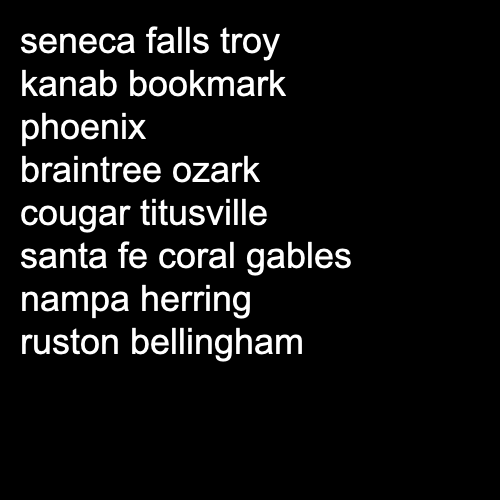 seneca falls troy
kanab bookmark
phoenix
braintree ozark
cougar titusville
santa fe coral gables
nampa herring
ruston bellingham